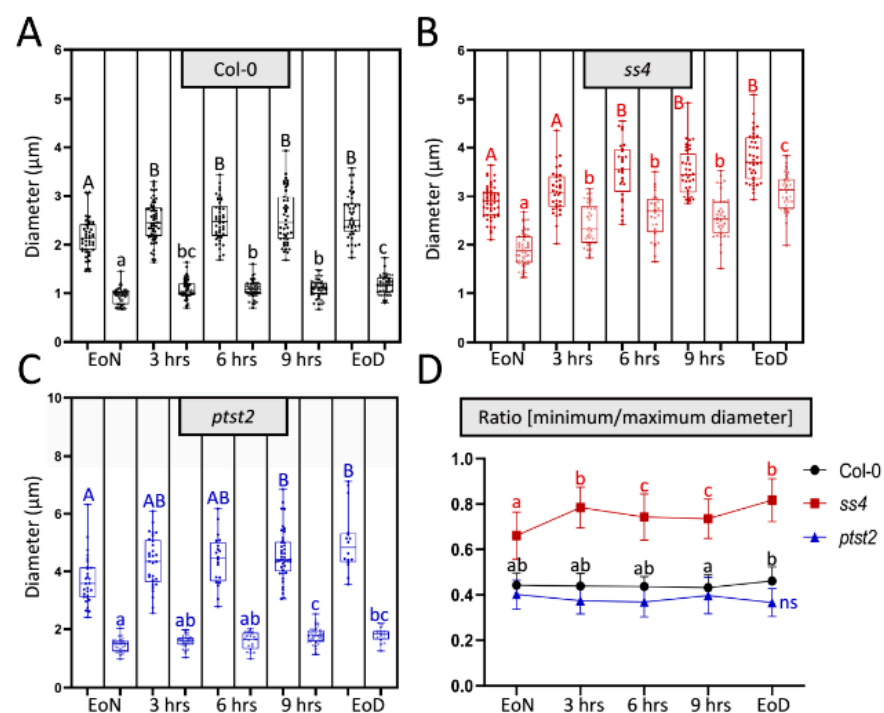 A
Col-0
Diameter (µm)
6
5
4
3
2
1
0
A
a
B
bc
B
b
B
b
B
c
EoN 3 hrs 6 hrs 9 hrs EoD
B
ss4
Diameter (µm)
6
5
4
3
2
1
0
A
a
A
b
B
b
B
b
B
c
EoN 3 hrs 6 hrs 9 hrs EoD
C
ptst2
Diameter (µm)
10
8
6
4
2
0
A
a
AB
ab
AB
ab
B
c
B
bc
EoN 3 hrs 6 hrs 9 hrs EoD
D
Ratio [minimum/maximum diameter]
1.0
0.8
0.6
0.4
0.2
0.0
a b c c b
ab ab ab a b
ns
EoN 3 hrs 6 hrs 9 hrs EoD
Col-0
ss4
ptst2